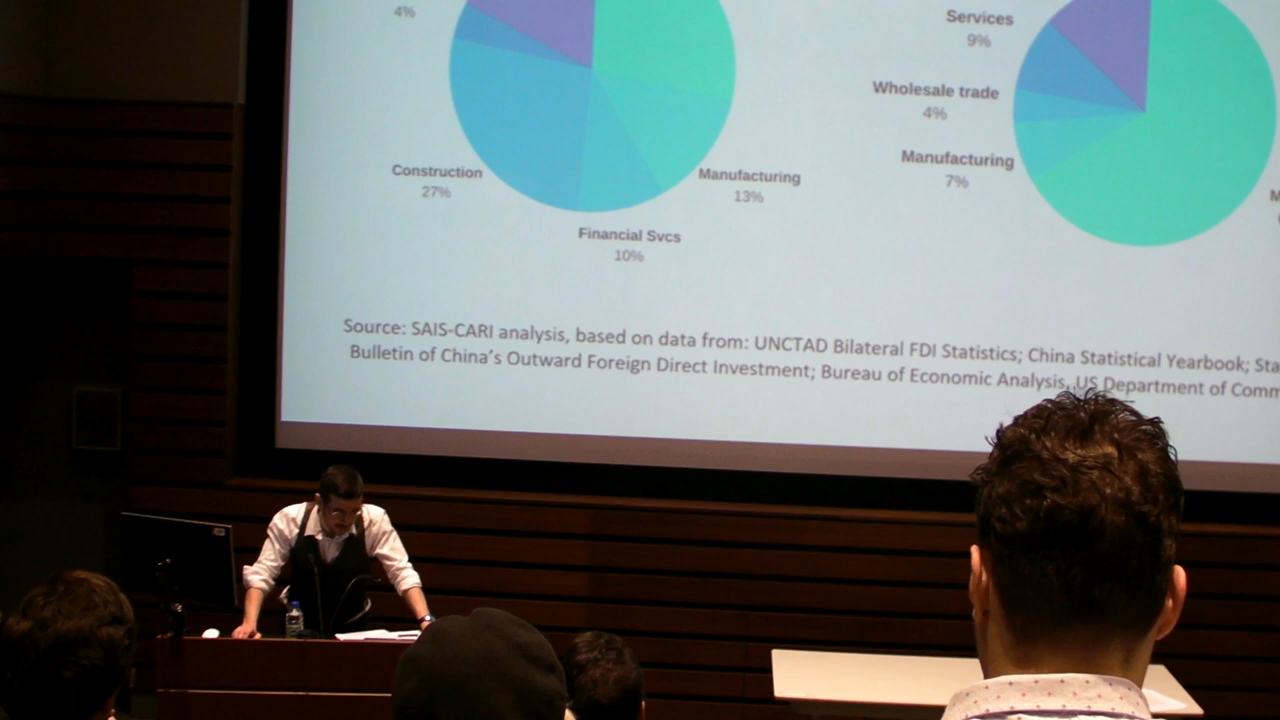 4%
Services
9%
Wholesale trade
4%
Manufacturing
7%
Construction
27%
Manufacturing
13%
Financial Svcs
10%
Source: SAIS-CARI analysis, based on data from: UNCTAD Bilateral FDI Statistics; China Statistical Yearbook; Sta
Bulletin of China's Outward Foreign Direct Investment; Bureau of Economic Analysis, US Department of Comm
M